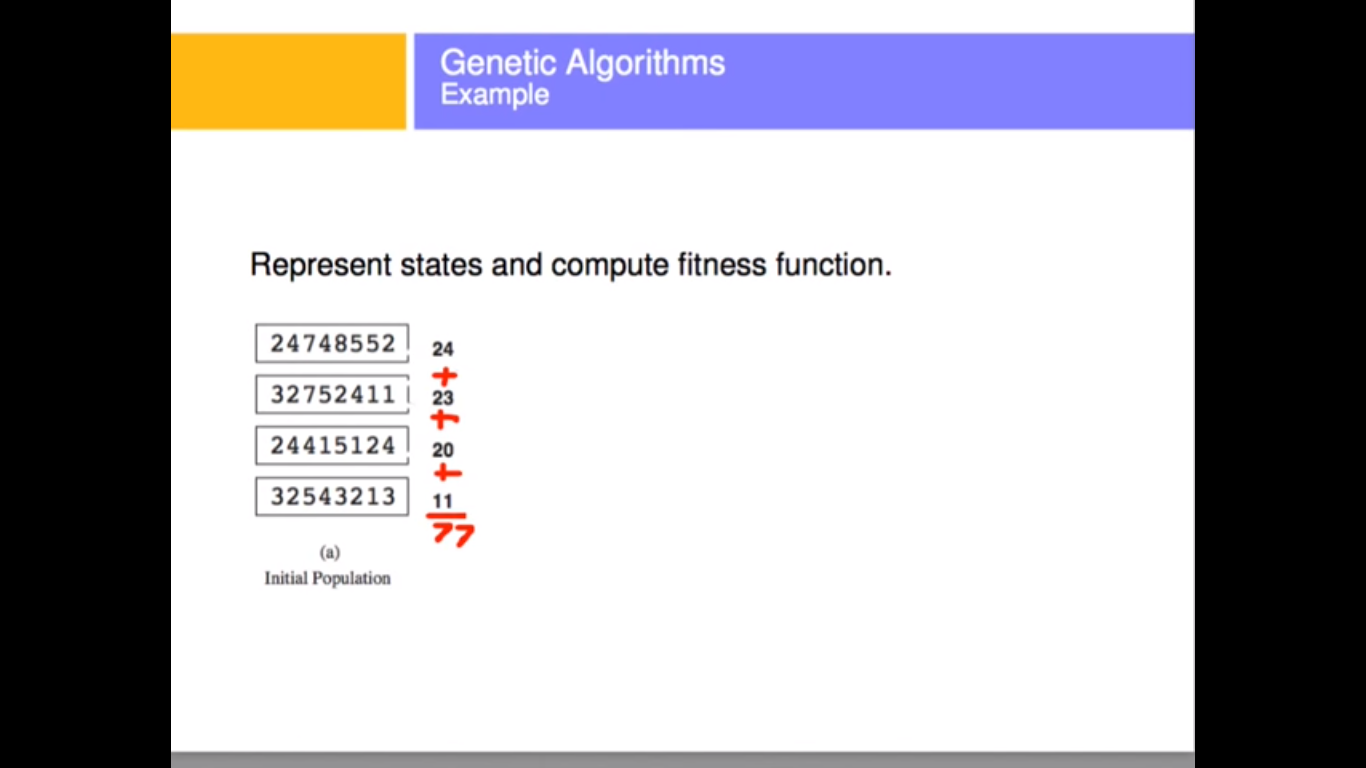 Genetic Algorithms
Example
Represent states and compute fitness function.
24748552 24
+
32752411 23
+
24415124 20
+
32543213 11
77
(a)
Initial Population